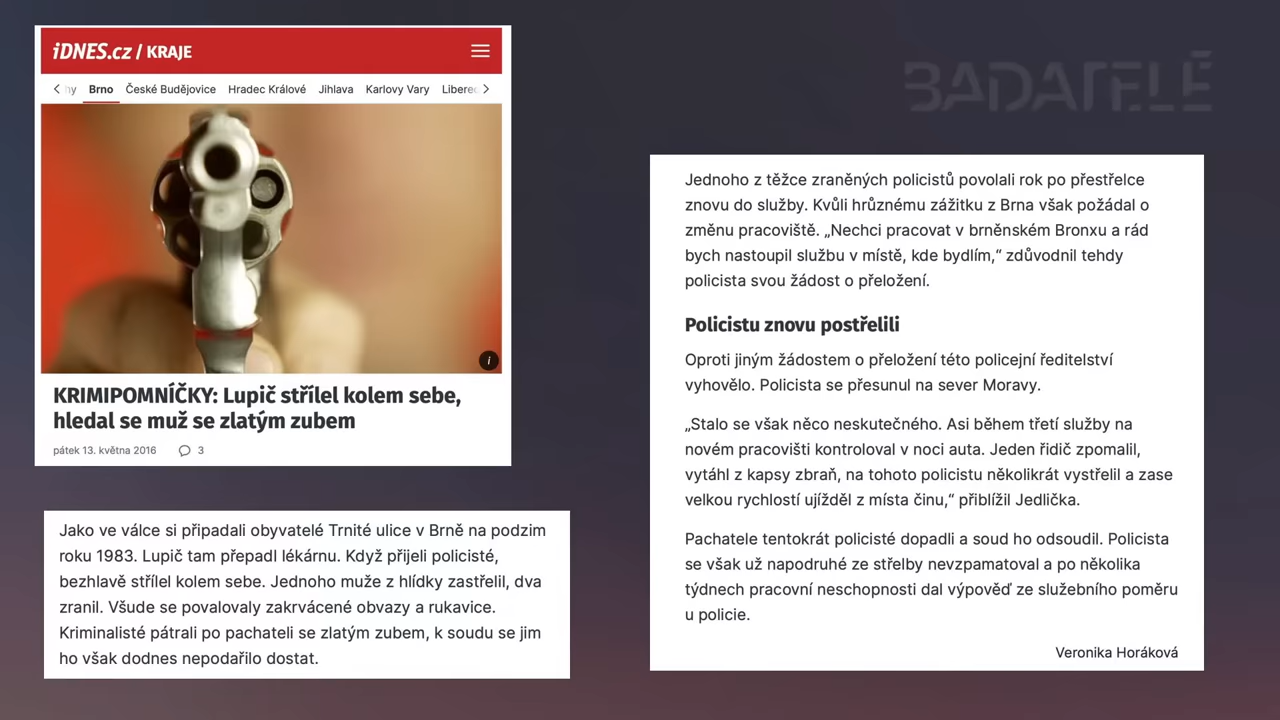 iDNES.cz / KRAJE
hy Brno České Budějovice Hradec Králové Jihlava Karlovy Vary Liberec
i
KRIMIPOMNÍČKY: Lupič střílel kolem sebe,
hledal se muž se zlatým zubem
pátek 13. května 2016 3
Jako ve válce si připadali obyvatelé Trnité ulice v Brně na podzim
roku 1983. Lupič tam přepadl lékárnu. Když přijeli policisté,
bezhlavě střílel kolem sebe. Jednoho muže z hlídky zastřelil, dva
zranil. Všude se povalovaly zakrvácené obvazy a rukavice.
Kriminalisté pátrali po pachateli se zlatým zubem, k soudu se jim
ho však dodnes nepodařilo dostat.
BADATELÉ
Jednoho z těžce zraněných policistů povolali rok po přestřelce
znovu do služby. Kvůli hrůznému zážitku z Brna však požádal o
změnu pracoviště. „Nechci pracovat v brněnském Bronxu a rád
bych nastoupil službu v místě, kde bydlím,“ zdůvodnil tehdy
policista svou žádost o přeložení.
Policistu znovu postřelili
Oproti jiným žádostem o přeložení této policejní ředitelství
vyhovělo. Policista se přesunul na sever Moravy.
„Stalo se však něco neskutečného. Asi během třetí služby na
novém pracovišti kontroloval v noci auta. Jeden řidič zpomalil,
vytáhl z kapsy zbraň, na tohoto policistu několikrát vystřelil a zase
velkou rychlostí ujížděl z místa činu,“ přiblížil Jedlička.
Pachatele tentokrát policisté dopadli a soud ho odsoudil. Policista
se však už napodruhé ze střelby nevzpamatoval a po několika
týdnech pracovní neschopnosti dal výpověď ze služebního poměru
u policie.
Veronika Horáková